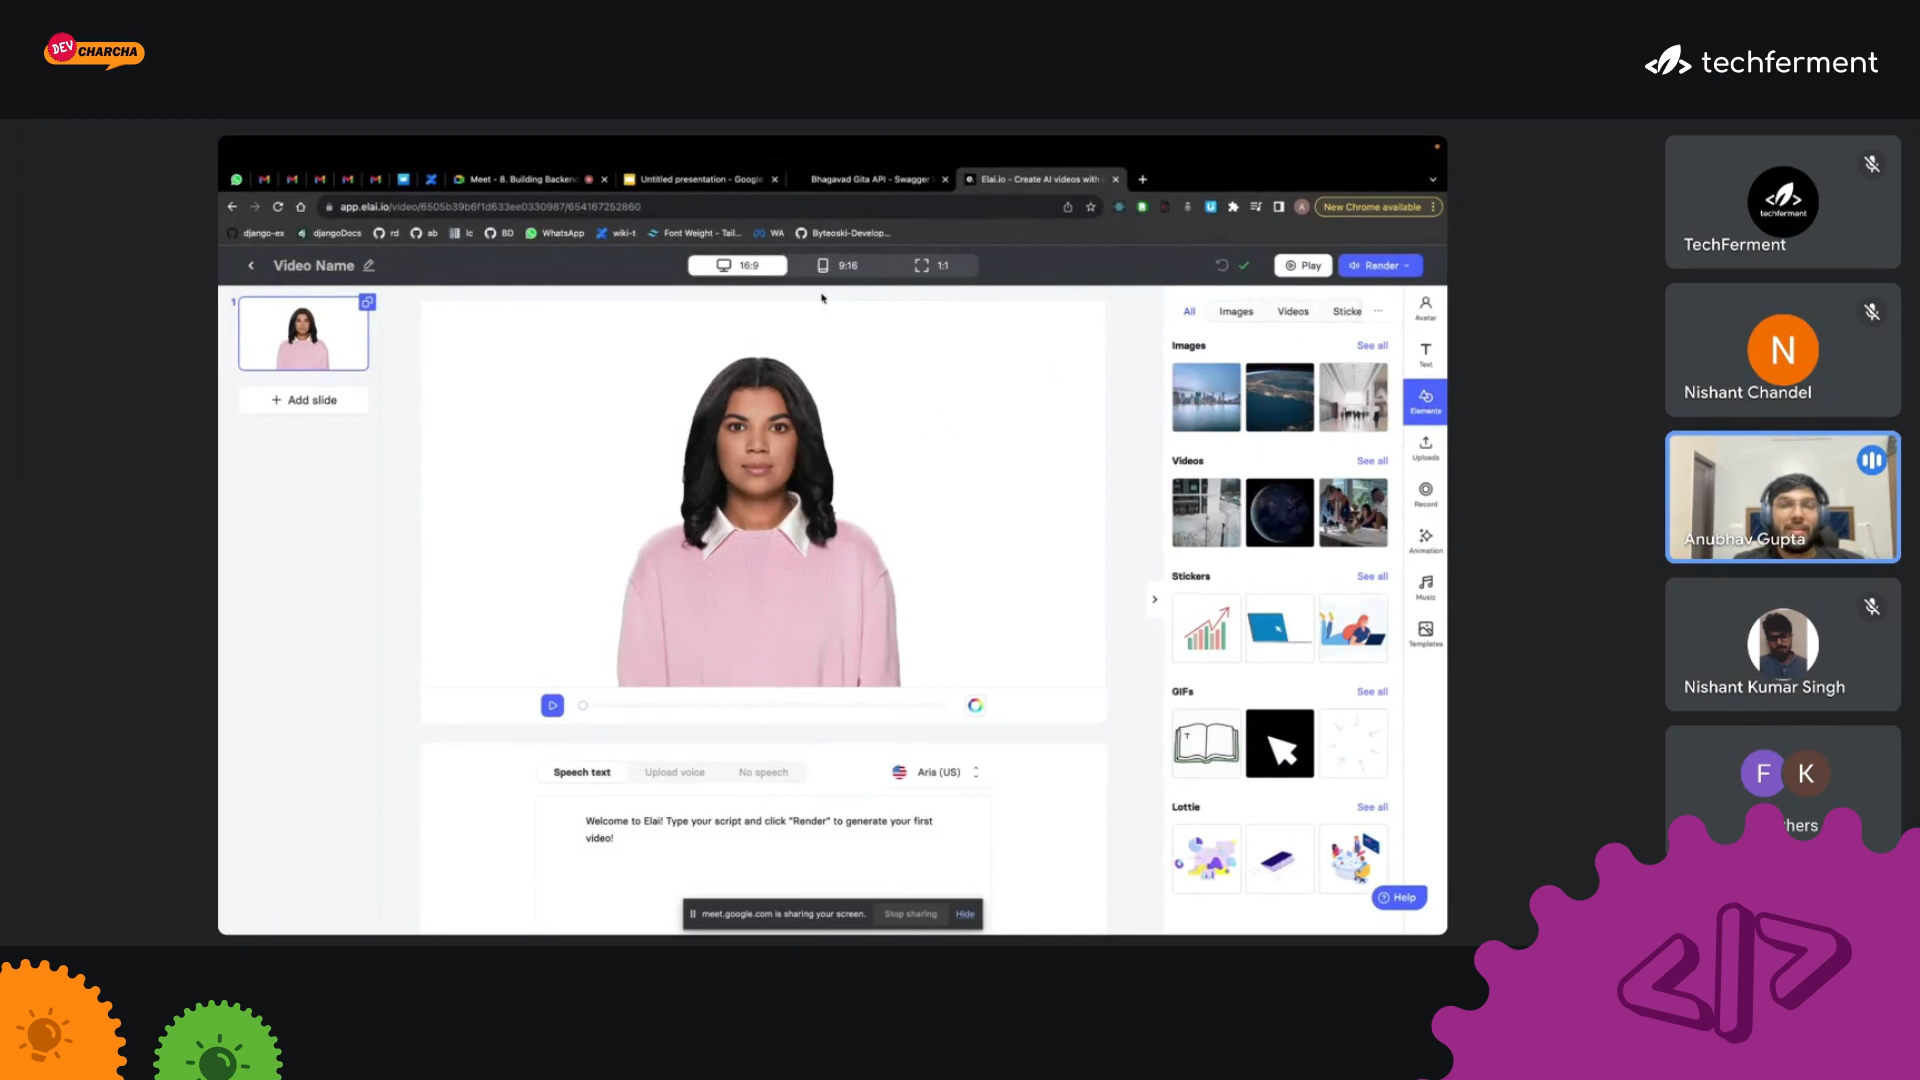 DEV CHARCHA
techferment
Meet - 8. Building Backend
Untitled presentation - Google
Bhagavad Gita API - Swagger
Elai.io - Create AI videos with
app.elai.io/video/6505b39b6f1d633ee0330987/654167252860
New Chrome available
django-ex
djangoDocs
rd
ab
lc
BD
WhatsApp
wiki-t
Font Weight - Tail...
WA
Byteoski-Develop...
Video Name
16:9
9:16
1:1
Play
Render
1
Add slide
All
Images
Videos
Sticke
...
Images
See all
Videos
See all
Stickers
See all
GIFs
See all
T
Lottie
See all
Avatar
Text
Elements
Uploads
Record
Animation
Music
Templates
Help
Speech text
Upload voice
No speech
Aria (US)
Welcome to Elai! Type your script and click "Render" to generate your first
video!
meet.google.com is sharing your screen.
Stop sharing
Hide
techferment
TechFerment
N
Nishant Chandel
Anubhav Gupta
Nishant Kumar Singh
F
K
hers